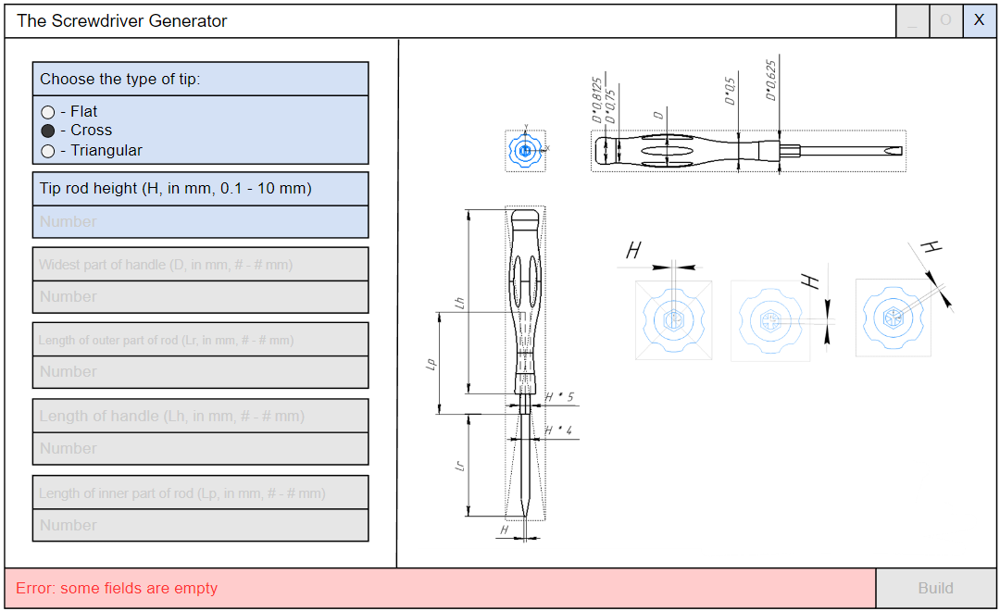 The Screwdriver Generator
_ O X
Choose the type of tip:
- Flat
- Cross
- Triangular
Tip rod height (H, in mm, 0.1 - 10 mm)
Number
Widest part of handle (D, in mm, # - # mm)
Number
Length of outer part of rod (Lr, in mm, # - # mm)
Number
Length of handle (Lh, in mm, # - # mm)
Number
Length of inner part of rod (Lp, in mm, # - # mm)
Number
Y
X
D*0,8125
D*0,75
D
D*0,5
D*0,625
Lh
Lp
Lr
H * 5
H * 4
H
H
H
H
Error: some fields are empty
Build